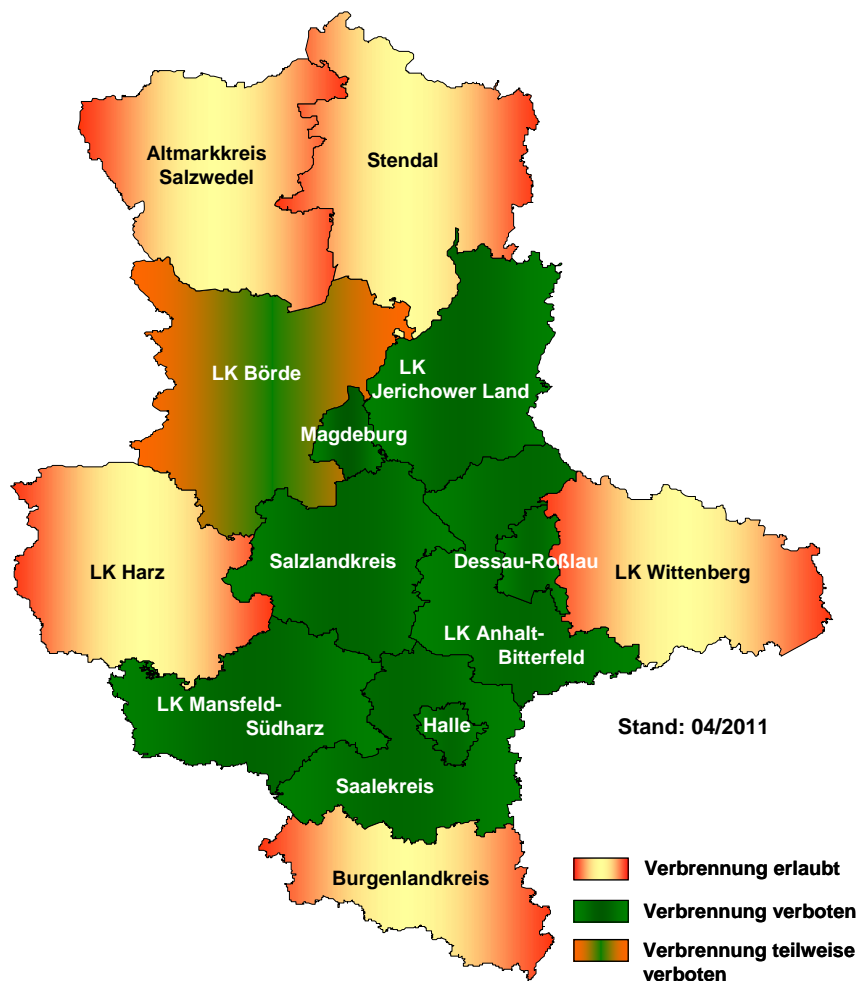 Altmarkkreis
Salzwedel
Stendal
LK Börde
LK
Jerichower Land
Magdeburg
LK Harz
Salzlandkreis
Dessau-Roßlau
LK Wittenberg
LK Anhalt-
Bitterfeld
LK Mansfeld-
Südharz
Halle
Stand: 04/2011
Saalekreis
Burgenlandkreis
Verbrennung erlaubt
Verbrennung verboten
Verbrennung teilweise
verboten